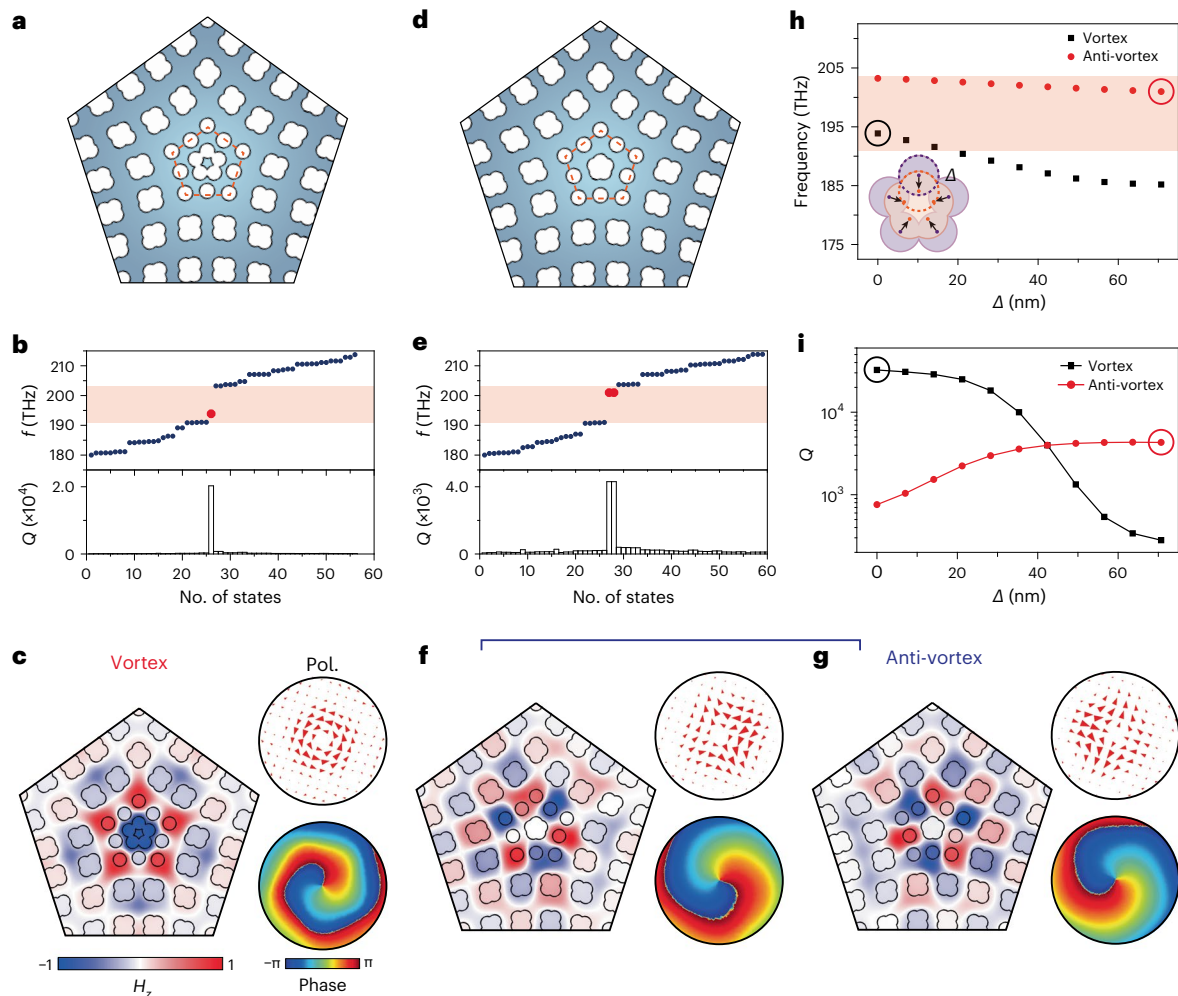 a
d
h
Vortex
Anti-vortex
Frequency (THz)
205
195
185
175
Δ
0
20
40
60
Δ (nm)
b
f (THz)
210
200
190
180
Q (×10⁴)
2.0
0
0
10
20
30
40
50
60
No. of states
e
f (THz)
210
200
190
180
Q (×10³)
4.0
0
0
10
20
30
40
50
60
No. of states
i
Vortex
Anti-vortex
Q
10⁴
10³
0
20
40
60
Δ (nm)
c
Vortex
Pol.
f
g
Anti-vortex
−1
1
H_z
−π
π
Phase